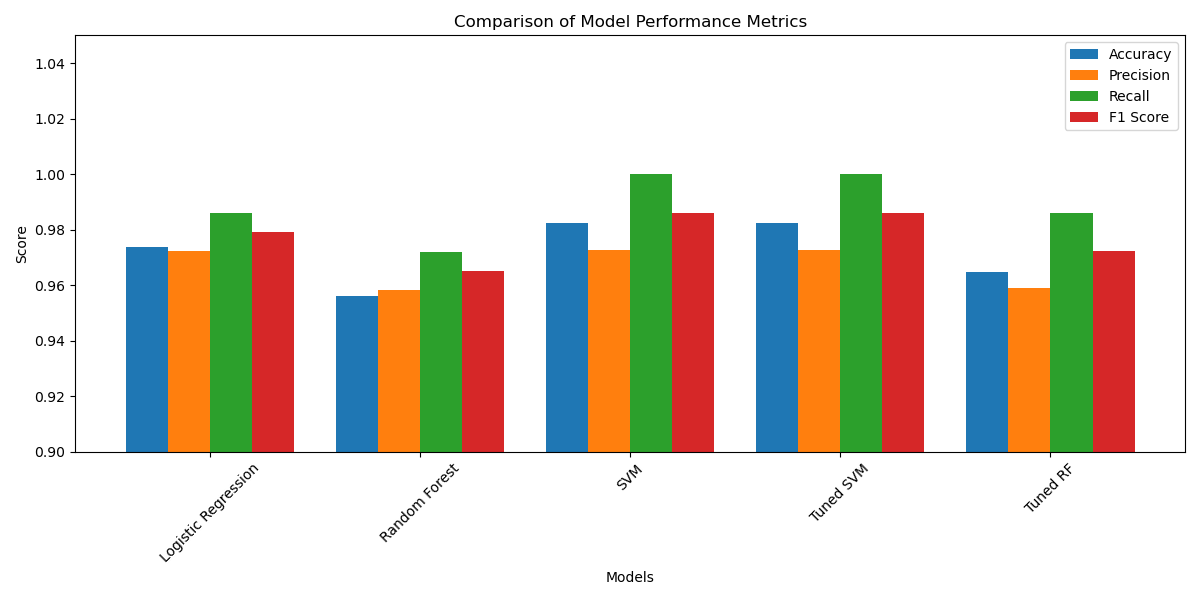 Comparison of Model Performance Metrics
Accuracy
Precision
Recall
F1 Score
Score
1.04
1.02
1.00
0.98
0.96
0.94
0.92
0.90
Logistic Regression
Random Forest
SVM
Tuned SVM
Tuned RF
Models